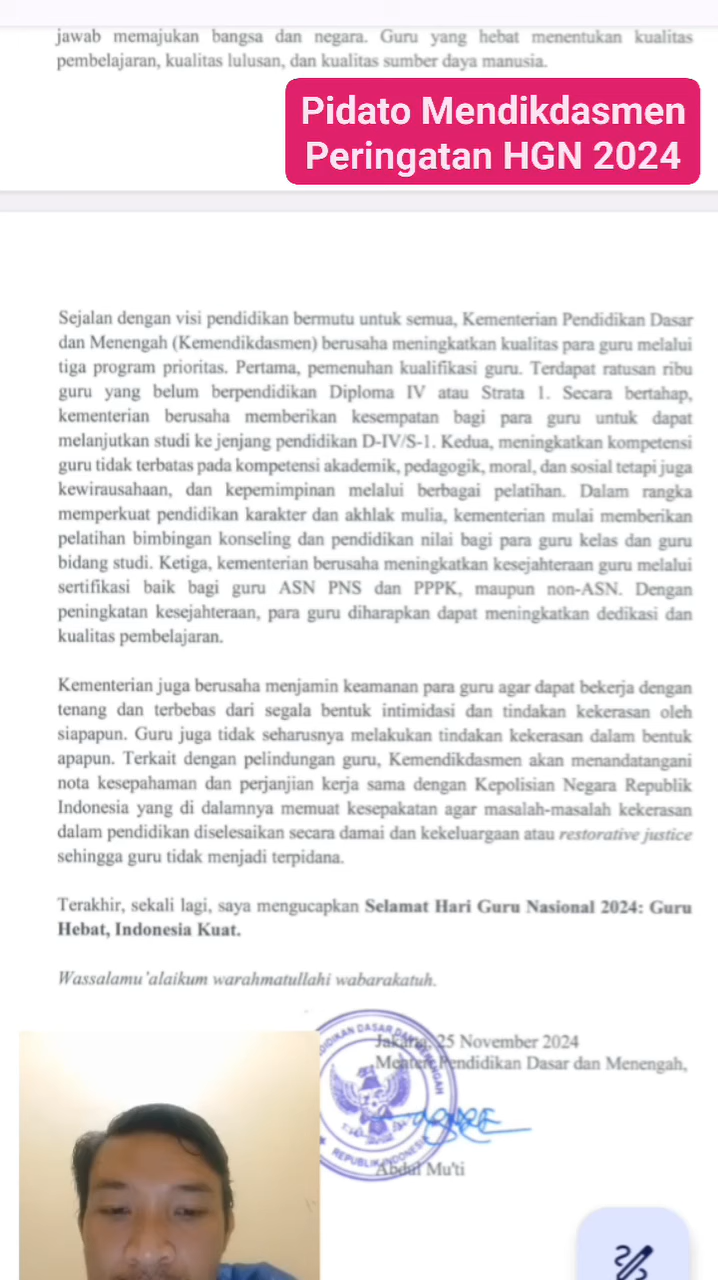 jawab memajukan bangsa dan negara. Guru yang hebat menentukan kualitas
pembelajaran, kualitas lulusan, dan kualitas sumber daya manusia.
Pidato Mendikdasmen
Peringatan HGN 2024
Sejalan dengan visi pendidikan bermutu untuk semua, Kementerian Pendidikan Dasar
dan Menengah (Kemendikdasmen) berusaha meningkatkan kualitas para guru melalui
tiga program prioritas. Pertama, pemenuhan kualifikasi guru. Terdapat ratusan ribu
guru yang belum berpendidikan Diploma IV atau Strata 1. Secara bertahap,
kementerian berusaha memberikan kesempatan bagi para guru untuk dapat
melanjutkan studi ke jenjang pendidikan D-IV/S-1. Kedua, meningkatkan kompetensi
guru tidak terbatas pada kompetensi akademik, pedagogik, moral, dan sosial tetapi juga
kewirausahaan, dan kepemimpinan melalui berbagai pelatihan. Dalam rangka
memperkuat pendidikan karakter dan akhlak mulia, kementerian mulai memberikan
pelatihan bimbingan konseling dan pendidikan nilai bagi para guru kelas dan guru
bidang studi. Ketiga, kementerian berusaha meningkatkan kesejahteraan guru melalui
sertifikasi baik bagi guru ASN PNS dan PPPK, maupun non-ASN. Dengan
peningkatan kesejahteraan, para guru diharapkan dapat meningkatkan dedikasi dan
kualitas pembelajaran.
Kementerian juga berusaha menjamin keamanan para guru agar dapat bekerja dengan
tenang dan terbebas dari segala bentuk intimidasi dan tindakan kekerasan oleh
siapapun. Guru juga tidak seharusnya melakukan tindakan kekerasan dalam bentuk
apapun. Terkait dengan pelindungan guru, Kemendikdasmen akan menandatangani
nota kesepahaman dan perjanjian kerja sama dengan Kepolisian Negara Republik
Indonesia yang di dalamnya memuat kesepakatan agar masalah-masalah kekerasan
dalam pendidikan diselesaikan secara damai dan kekeluargaan atau restorative justice
sehingga guru tidak menjadi terpidana.
Terakhir, sekali lagi, saya mengucapkan Selamat Hari Guru Nasional 2024: Guru
Hebat, Indonesia Kuat.
Wassalamu’alaikum warahmatullahi wabarakatuh.
Jakarta, 25 November 2024
Menteri Pendidikan Dasar dan Menengah,
REPUBLIK INDONESIA
Abdul Mu'ti